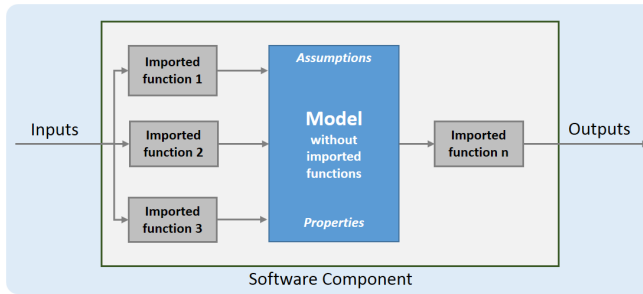 Inputs
Imported
function 1
Imported
function 2
Imported
function 3
Assumptions
Model
without
imported
functions
Properties
Imported
function n
Outputs
Software Component